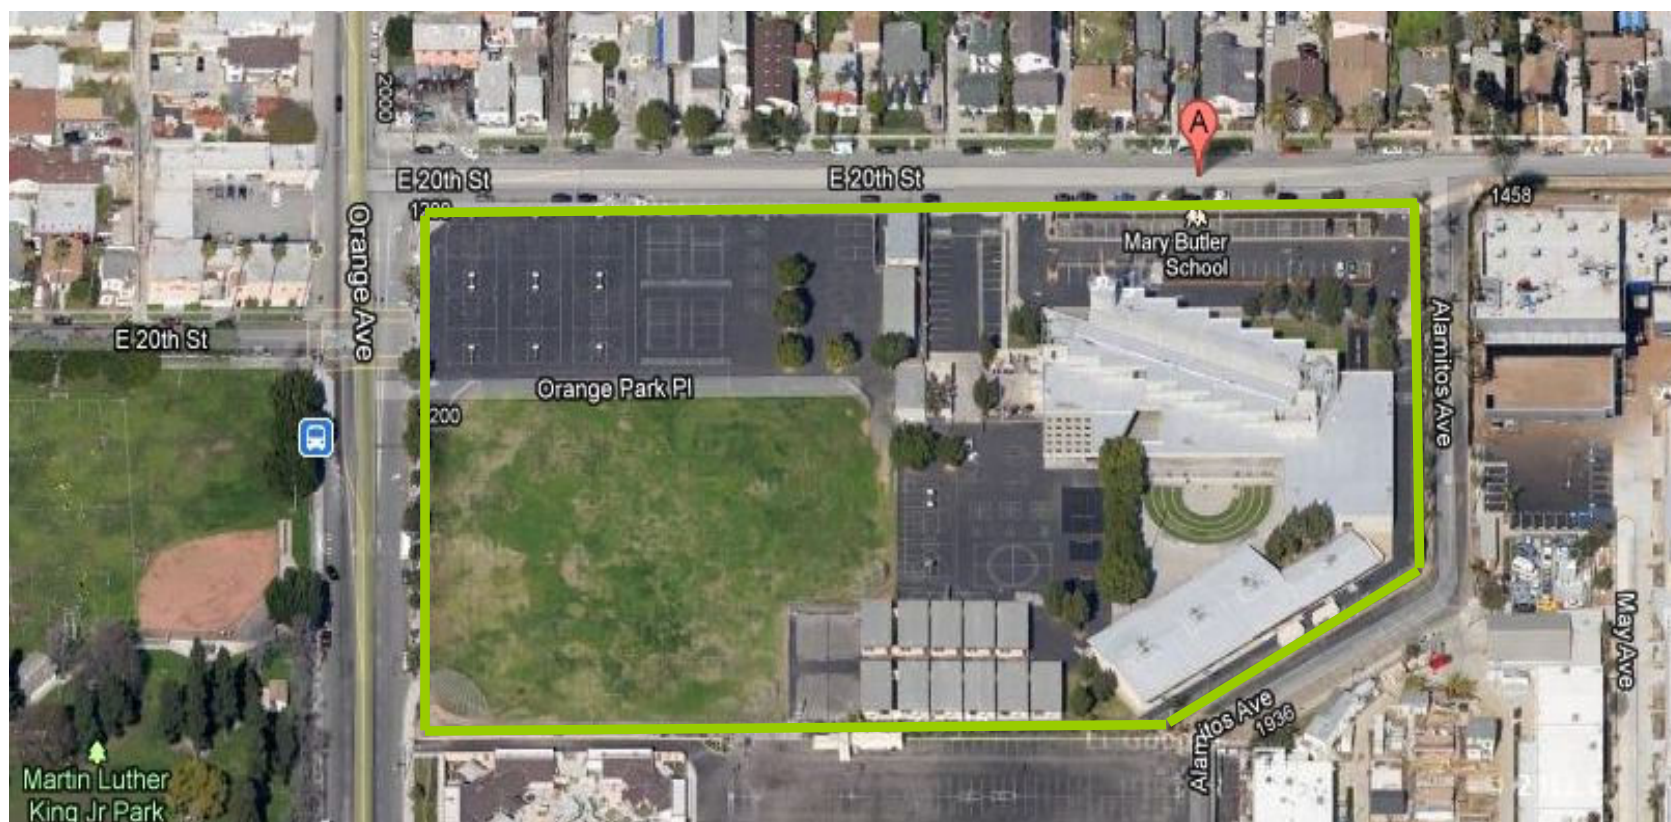 2000
A
E 20th St
E 20th St
1458
Orange Ave
Mary Butler
School
E 20th St
Alamitos Ave
Orange Park Pl
200
May Ave
Alamitos Ave
1936
Martin Luther
King Jr Park